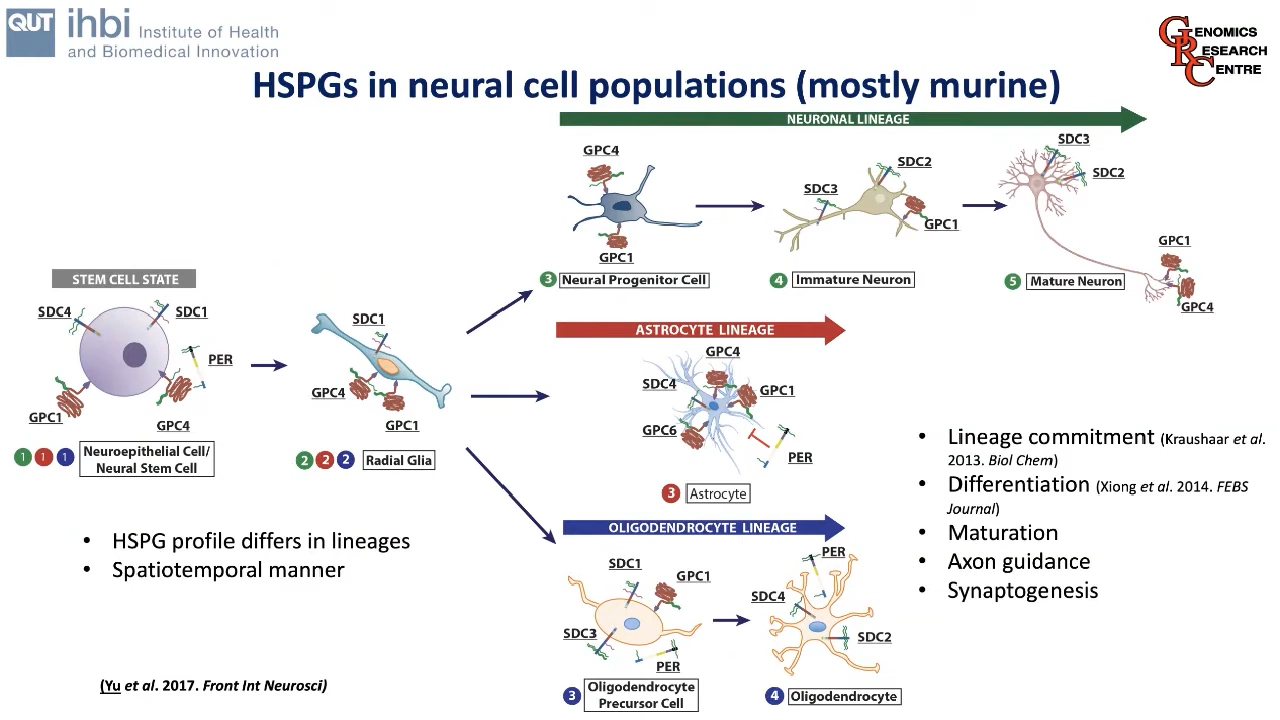 QUT ihbi Institute of Health
and Biomedical Innovation
GENOMICS
RESEARCH
CENTRE
HSPGs in neural cell populations (mostly murine)
NEURONAL LINEAGE
GPC4
GPC1
3 Neural Progenitor Cell
SDC2
SDC3
GPC1
4 Immature Neuron
SDC3
SDC2
GPC1
GPC4
5 Mature Neuron
STEM CELL STATE
SDC4
SDC1
PER
GPC1
GPC4
1 1 1 Neuroepithelial Cell/
Neural Stem Cell
SDC1
GPC4
GPC1
2 2 2 Radial Glia
ASTROCYTE LINEAGE
GPC4
SDC4
GPC1
GPC6
PER
3 Astrocyte
OLIGODENDROCYTE LINEAGE
SDC1
GPC1
SDC3
PER
3 Oligodendrocyte
Precursor Cell
PER
SDC4
SDC2
4 Oligodendrocyte
• HSPG profile differs in lineages
• Spatiotemporal manner
• Lineage commitment (Kraushaar et al.
2013. Biol Chem)
• Differentiation (Xiong et al. 2014. FEBS
Journal)
• Maturation
• Axon guidance
• Synaptogenesis
(Yu et al. 2017. Front Int Neurosci)